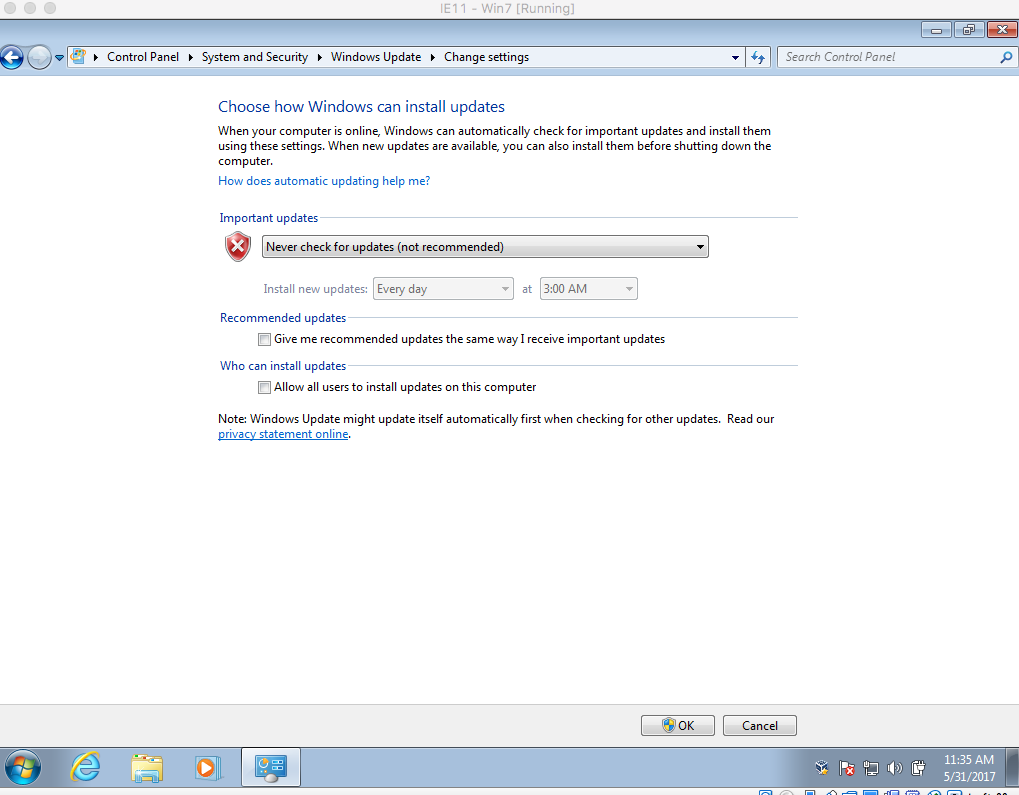 IE11 - Win7 [Running]
Control Panel
System and Security
Windows Update
Change settings
Search Control Panel
Choose how Windows can install updates
When your computer is online, Windows can automatically check for important updates and install them
using these settings. When new updates are available, you can also install them before shutting down the
computer.
How does automatic updating help me?
Important updates
Never check for updates (not recommended)
Install new updates: Every day at 3:00 AM
Recommended updates
Give me recommended updates the same way I receive important updates
Who can install updates
Allow all users to install updates on this computer
Note: Windows Update might update itself automatically first when checking for other updates. Read our
privacy statement online.
OK
Cancel
11:35 AM
5/31/2017